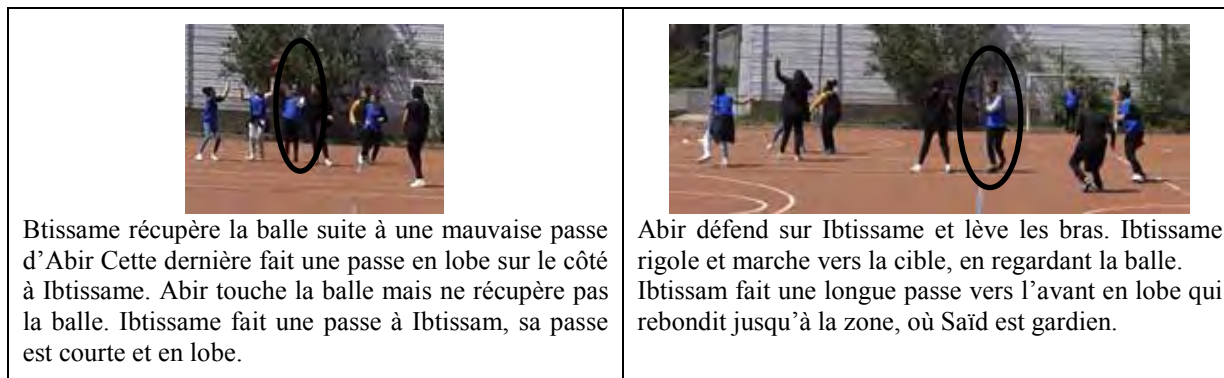 Btissame récupère la balle suite à une mauvaise passe
d’Abir Cette dernière fait une passe en lobe sur le côté
à Ibtissame. Abir touche la balle mais ne récupère pas
la balle. Ibtissame fait une passe à Ibtissam, sa passe
est courte et en lobe.
Abir défend sur Ibtissame et lève les bras. Ibtissame
rigole et marche vers la cible, en regardant la balle.
Ibtissam fait une longue passe vers l’avant en lobe qui
rebondit jusqu’à la zone, où Saïd est gardien.